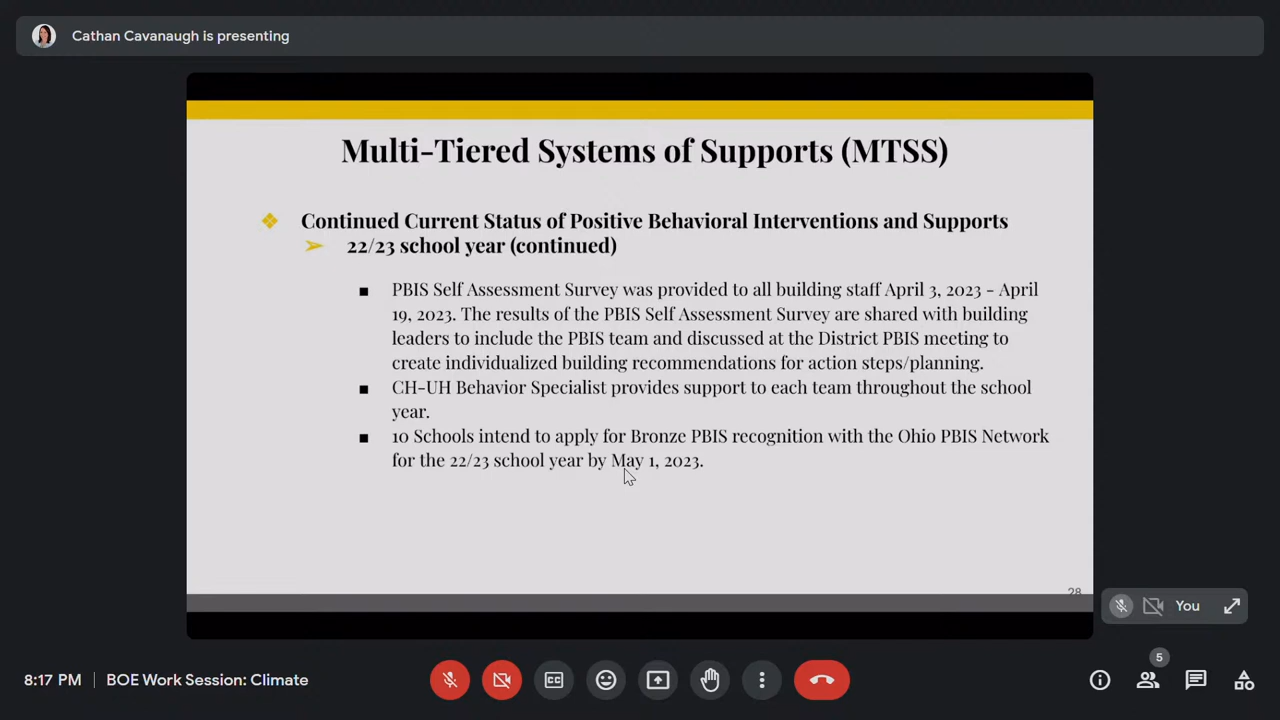 Cathan Cavanaugh is presenting
Multi-Tiered Systems of Supports (MTSS)
❖ Continued Current Status of Positive Behavioral Interventions and Supports
➢ 22/23 school year (continued)
■ PBIS Self Assessment Survey was provided to all building staff April 3, 2023 - April
19, 2023. The results of the PBIS Self Assessment Survey are shared with building
leaders to include the PBIS team and discussed at the District PBIS meeting to
create individualized building recommendations for action steps/planning.
■ CH-UH Behavior Specialist provides support to each team throughout the school
year.
■ 10 Schools intend to apply for Bronze PBIS recognition with the Ohio PBIS Network
for the 22/23 school year by May 1, 2023.
28
You
5
8:17 PM | BOE Work Session: Climate